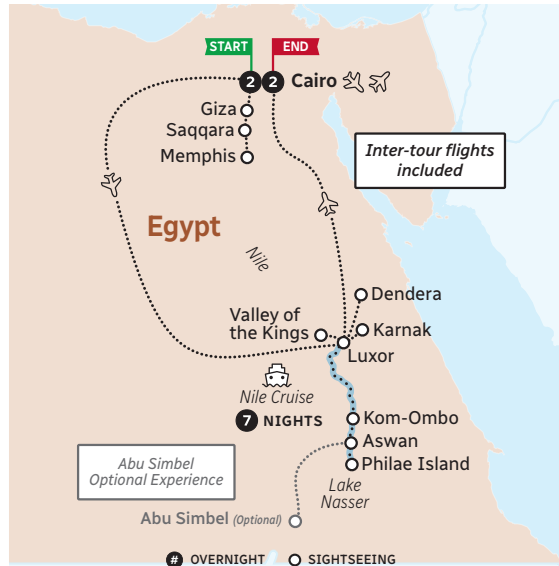 START
END
2
2
Cairo
Giza
Saqqara
Memphis
Inter-tour flights
included
Egypt
Nile
Dendera
Valley of
the Kings
Karnak
Luxor
Nile Cruise
7 NIGHTS
Kom-Ombo
Aswan
Philae Island
Abu Simbel
Optional Experience
Lake
Nasser
Abu Simbel (Optional)
# OVERNIGHT
SIGHTSEEING